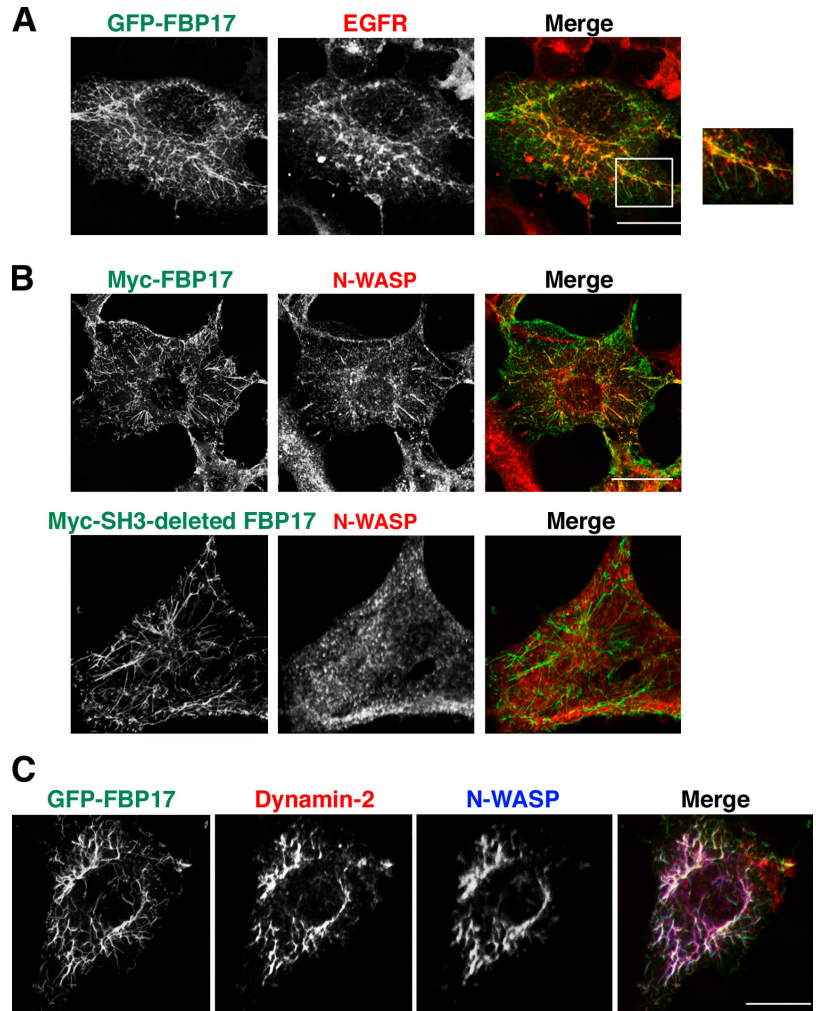 A
GFP-FBP17 EGFR Merge
B
Myc-FBP17 N-WASP Merge
Myc-SH3-deleted FBP17 N-WASP Merge
C
GFP-FBP17 Dynamin-2 N-WASP Merge